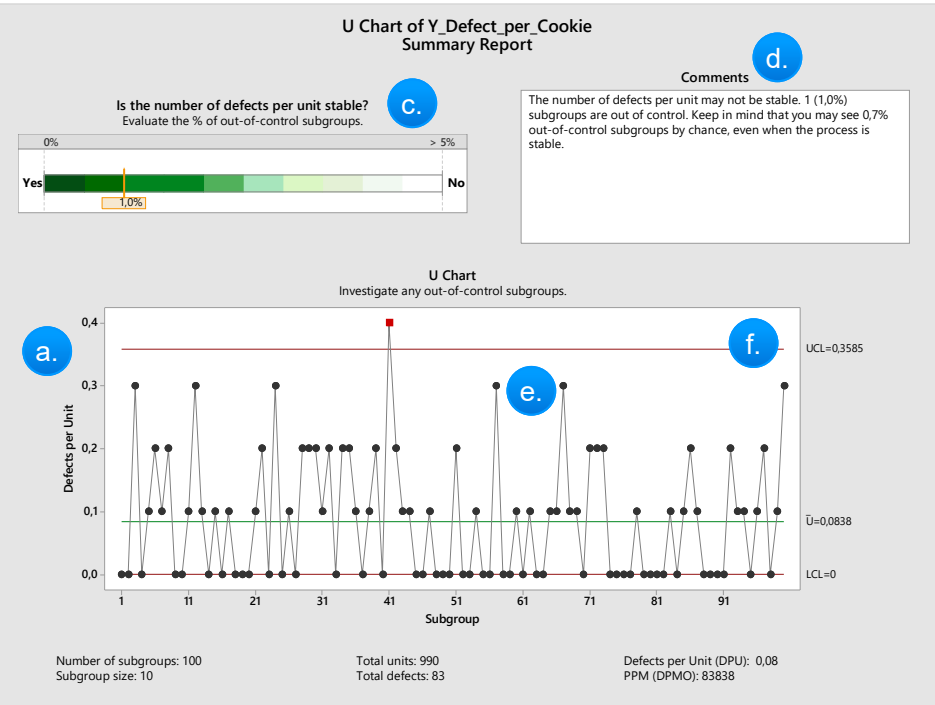 U Chart of Y_Defect_per_Cookie
Summary Report
d.
Comments
The number of defects per unit may not be stable. 1 (1,0%)
subgroups are out of control. Keep in mind that you may see 0,7%
out-of-control subgroups by chance, even when the process is
stable.
c.
Is the number of defects per unit stable?
Evaluate the % of out-of-control subgroups.
0% > 5%
Yes No
1,0%
U Chart
Investigate any out-of-control subgroups.
a.
e.
f.
Defects per Unit
0,4
0,3
0,2
0,1
0,0
UCL=0,3585
U̅=0,0838
LCL=0
1 11 21 31 41 51 61 71 81 91
Subgroup
Number of subgroups: 100
Subgroup size: 10
Total units: 990
Total defects: 83
Defects per Unit (DPU): 0,08
PPM (DPMO): 83838